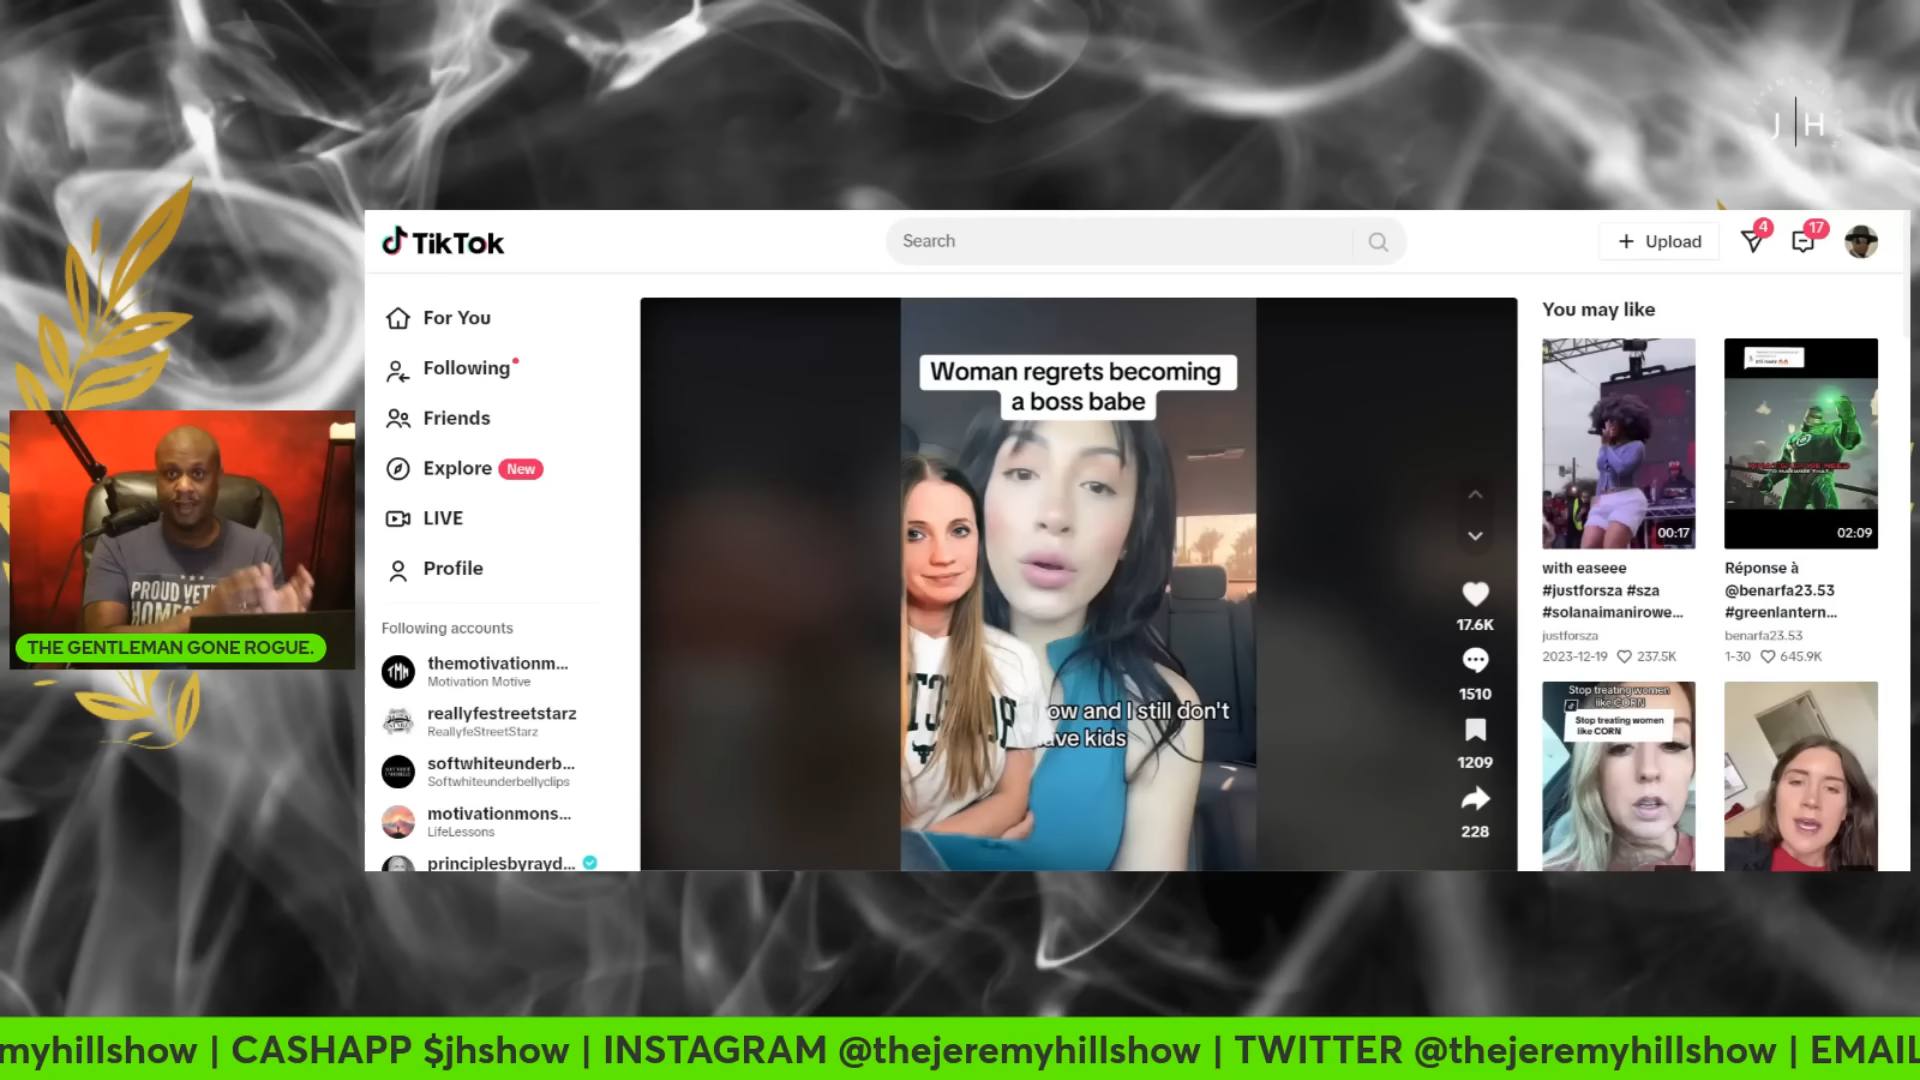 J|H
TikTok
Search
Upload
4
17
For You
Following
Friends
Explore New
LIVE
Profile
Following accounts
TMM
themotivationm...
Motivation Motive
reallyfestreetstarz
ReallyfeStreetStarz
softwhiteunderb...
Softwhiteunderbellyclips
motivationmons...
LifeLessons
principlesbyrayd...
Woman regrets becoming
a boss babe
ow and I still don't
ave kids
17.6K
1510
1209
228
You may like
00:17
with easeee
#justforsza #sza
#solanaimanirowe...
justforsza
2023-12-19 237.5K
02:09
Réponse à
@benarfa23.53
#greenlantern...
benarfa23.53
1-30 645.9K
Stop treating women
like CORN
Stop treating women
like CORN
PROUD VET
HOME
THE GENTLEMAN GONE ROGUE.
myhillshow | CASHAPP $jhshow | INSTAGRAM @thejeremyhillshow | TWITTER @thejeremyhillshow | EMAIL